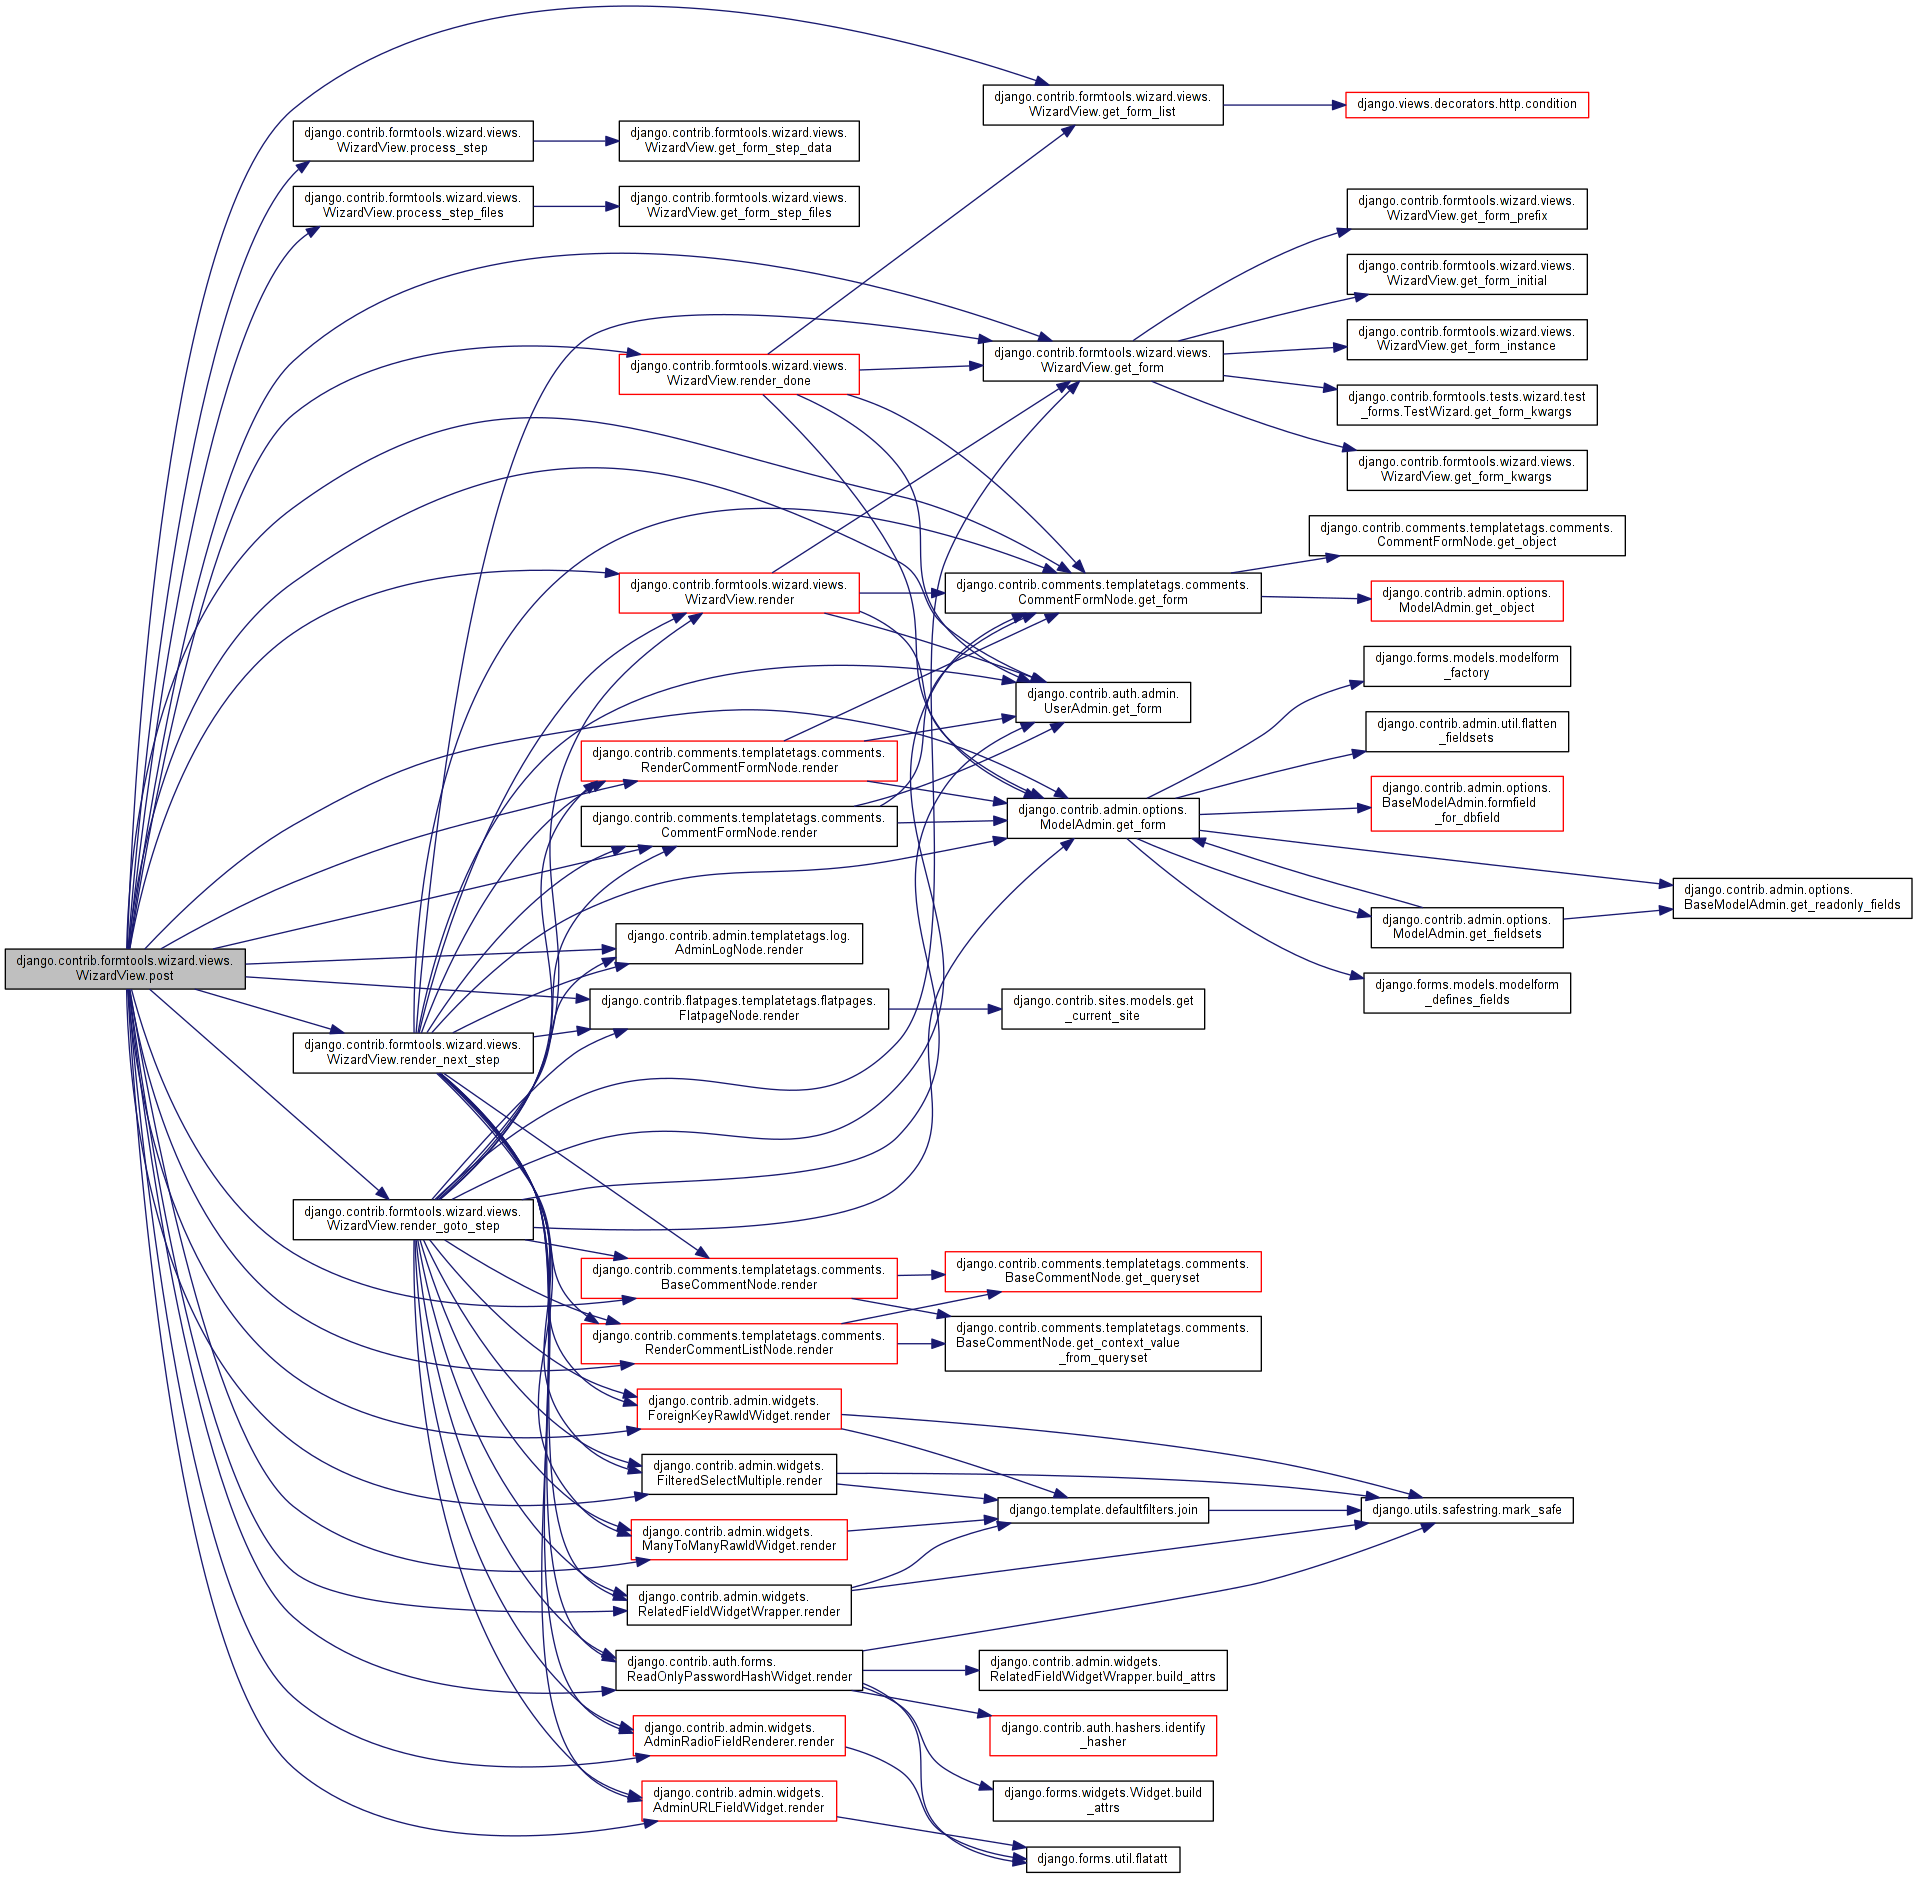 django.contrib.formtools.wizard.views.
WizardView.post
django.contrib.formtools.wizard.views.
WizardView.process_step
django.contrib.formtools.wizard.views.
WizardView.process_step_files
django.contrib.formtools.wizard.views.
WizardView.render_next_step
django.contrib.formtools.wizard.views.
WizardView.render_goto_step
django.contrib.formtools.wizard.views.
WizardView.get_form_step_data
django.contrib.formtools.wizard.views.
WizardView.get_form_step_files
django.contrib.formtools.wizard.views.
WizardView.render_done
django.contrib.formtools.wizard.views.
WizardView.render
django.contrib.comments.templatetags.comments.
RenderCommentFormNode.render
django.contrib.comments.templatetags.comments.
CommentFormNode.render
django.contrib.admin.templatetags.log.
AdminLogNode.render
django.contrib.flatpages.templatetags.flatpages.
FlatpageNode.render
django.contrib.comments.templatetags.comments.
BaseCommentNode.render
django.contrib.comments.templatetags.comments.
RenderCommentListNode.render
django.contrib.admin.widgets.
ForeignKeyRawIdWidget.render
django.contrib.admin.widgets.
FilteredSelectMultiple.render
django.contrib.admin.widgets.
ManyToManyRawIdWidget.render
django.contrib.admin.widgets.
RelatedFieldWidgetWrapper.render
django.contrib.auth.forms.
ReadOnlyPasswordHashWidget.render
django.contrib.admin.widgets.
AdminRadioFieldRenderer.render
django.contrib.admin.widgets.
AdminURLFieldWidget.render
django.contrib.formtools.wizard.views.
WizardView.get_form_list
django.contrib.formtools.wizard.views.
WizardView.get_form
django.contrib.comments.templatetags.comments.
CommentFormNode.get_form
django.contrib.auth.admin.
UserAdmin.get_form
django.contrib.admin.options.
ModelAdmin.get_form
django.contrib.sites.models.get
_current_site
django.contrib.comments.templatetags.comments.
BaseCommentNode.get_queryset
django.contrib.comments.templatetags.comments.
BaseCommentNode.get_context_value
_from_queryset
django.template.defaultfilters.join
django.contrib.admin.widgets.
RelatedFieldWidgetWrapper.build_attrs
django.contrib.auth.hashers.identify
_hasher
django.forms.widgets.Widget.build
_attrs
django.forms.util.flatatt
django.views.decorators.http.condition
django.contrib.formtools.wizard.views.
WizardView.get_form_prefix
django.contrib.formtools.wizard.views.
WizardView.get_form_initial
django.contrib.formtools.wizard.views.
WizardView.get_form_instance
django.contrib.formtools.tests.wizard.test
_forms.TestWizard.get_form_kwargs
django.contrib.formtools.wizard.views.
WizardView.get_form_kwargs
django.contrib.comments.templatetags.comments.
CommentFormNode.get_object
django.contrib.admin.options.
ModelAdmin.get_object
django.forms.models.modelform
_factory
django.contrib.admin.util.flatten
_fieldsets
django.contrib.admin.options.
BaseModelAdmin.formfield
_for_dbfield
django.contrib.admin.options.
ModelAdmin.get_fieldsets
django.forms.models.modelform
_defines_fields
django.utils.safestring.mark_safe
django.contrib.admin.options.
BaseModelAdmin.get_readonly_fields